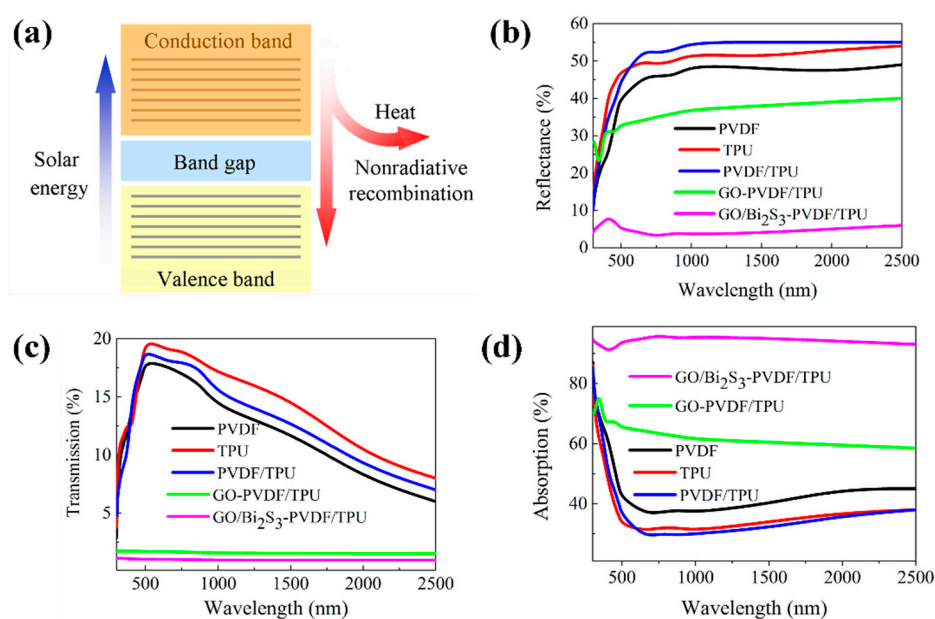 (a)
Conduction band
Solar
energy
Band gap
Heat
Nonradiative
recombination
Valence band
(b)
Reflectance (%)
60
50
40
30
20
10
0
PVDF
TPU
PVDF/TPU
GO-PVDF/TPU
GO/Bi₂S₃-PVDF/TPU
500
1000
1500
2000
2500
Wavelength (nm)
(c)
Transmission (%)
20
15
10
5
PVDF
TPU
PVDF/TPU
GO-PVDF/TPU
GO/Bi₂S₃-PVDF/TPU
500
1000
1500
2000
2500
Wavelength (nm)
(d)
Absorption (%)
80
60
40
GO/Bi₂S₃-PVDF/TPU
GO-PVDF/TPU
PVDF
TPU
PVDF/TPU
500
1000
1500
2000
2500
Wavelength (nm)